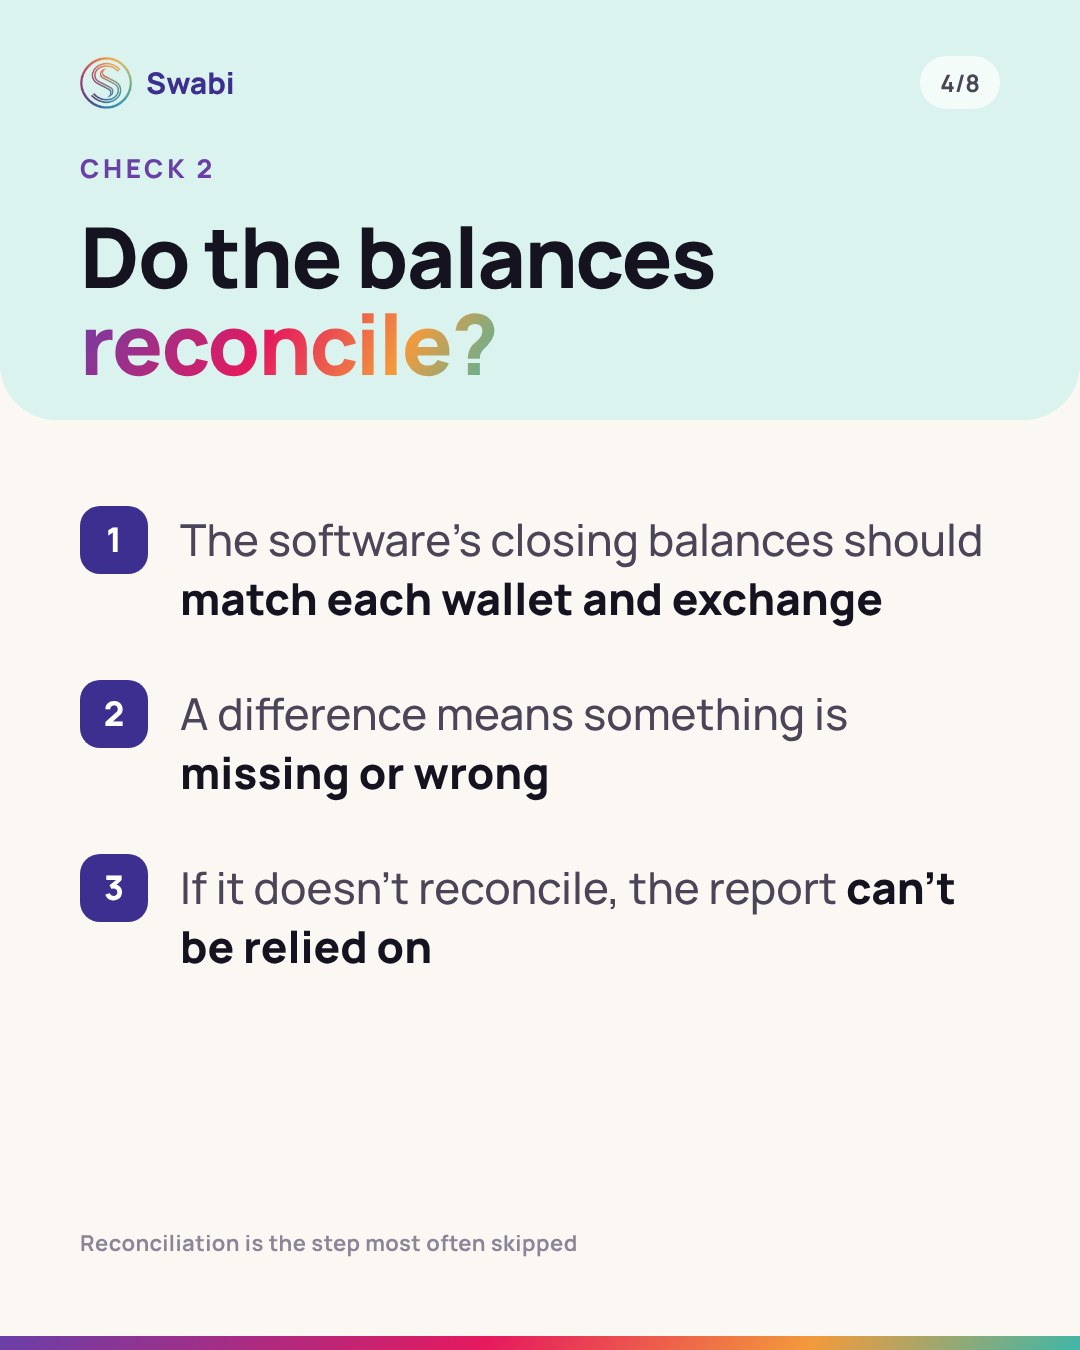 Swabi
4/8
CHECK 2
Do the balances
reconcile?
1
The software’s closing balances should
match each wallet and exchange
2
A difference means something is
missing or wrong
3
If it doesn’t reconcile, the report can’t
be relied on
Reconciliation is the step most often skipped